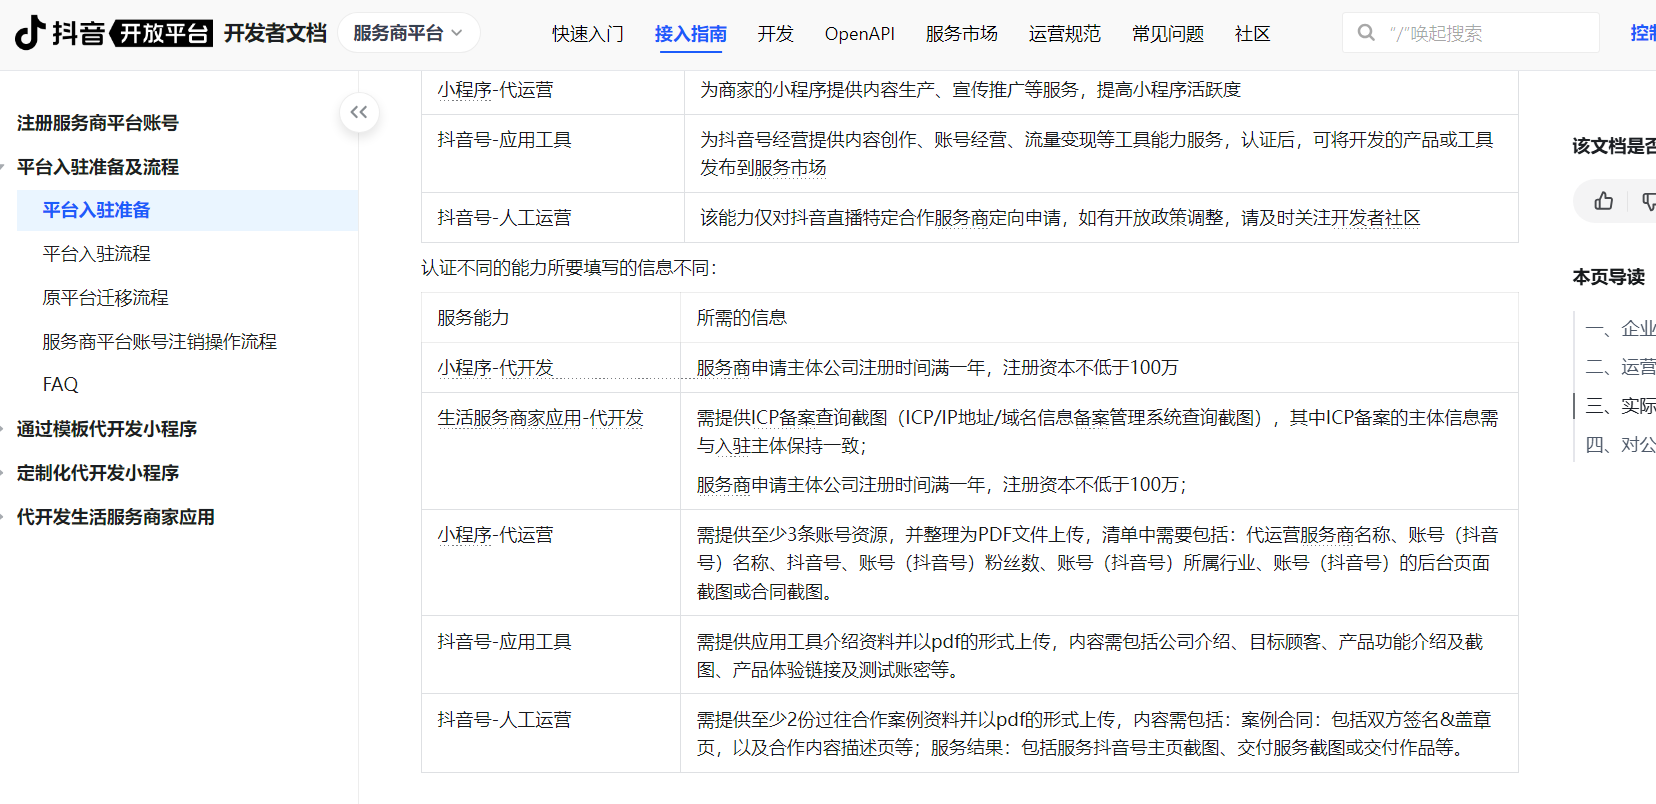 抖音 开放平台 开发者文档 服务商平台 快速入门 接入指南 开发 OpenAPI 服务市场 运营规范 常见问题 社区 “/”唤起搜索
注册服务商平台账号
平台入驻准备及流程
平台入驻准备
平台入驻流程
原平台迁移流程
服务商平台账号注销操作流程
FAQ
通过模板代开发小程序
定制化代开发小程序
代开发生活服务商家应用
小程序-代运营 为商家的小程序提供内容生产、宣传推广等服务，提高小程序活跃度
抖音号-应用工具 为抖音号经营提供内容创作、账号经营、流量变现等工具能力服务，认证后，可将开发的产品或工具
发布到服务市场
抖音号-人工运营 该能力仅对抖音直播特定合作服务商定向申请，如有开放政策调整，请及时关注开发者社区
认证不同的能力所要填写的信息不同：
服务能力 所需的信息
小程序-代开发 服务商申请主体公司注册时间满一年，注册资本不低于100万
生活服务商家应用-代开发 需提供ICP备案查询截图（ICP/IP地址/域名信息备案管理系统查询截图），其中ICP备案的主体信息需
与入驻主体保持一致；
服务商申请主体公司注册时间满一年，注册资本不低于100万；
小程序-代运营 需提供至少3条账号资源，并整理为PDF文件上传，清单中需要包括：代运营服务商名称、账号（抖音
号）名称、抖音号、账号（抖音号）粉丝数、账号（抖音号）所属行业、账号（抖音号）的后台页面
截图或合同截图。
抖音号-应用工具 需提供应用工具介绍资料并以pdf的形式上传，内容需包括公司介绍、目标顾客、产品功能介绍及截
图、产品体验链接及测试账密等。
抖音号-人工运营 需提供至少2份过往合作案例资料并以pdf的形式上传，内容需包括：案例合同：包括双方签名&盖章
页，以及合作内容描述页等；服务结果：包括服务抖音号主页截图、交付服务截图或交付作品等。
该文档是否
本页导读
一、企业
二、运营
三、实际
四、对公